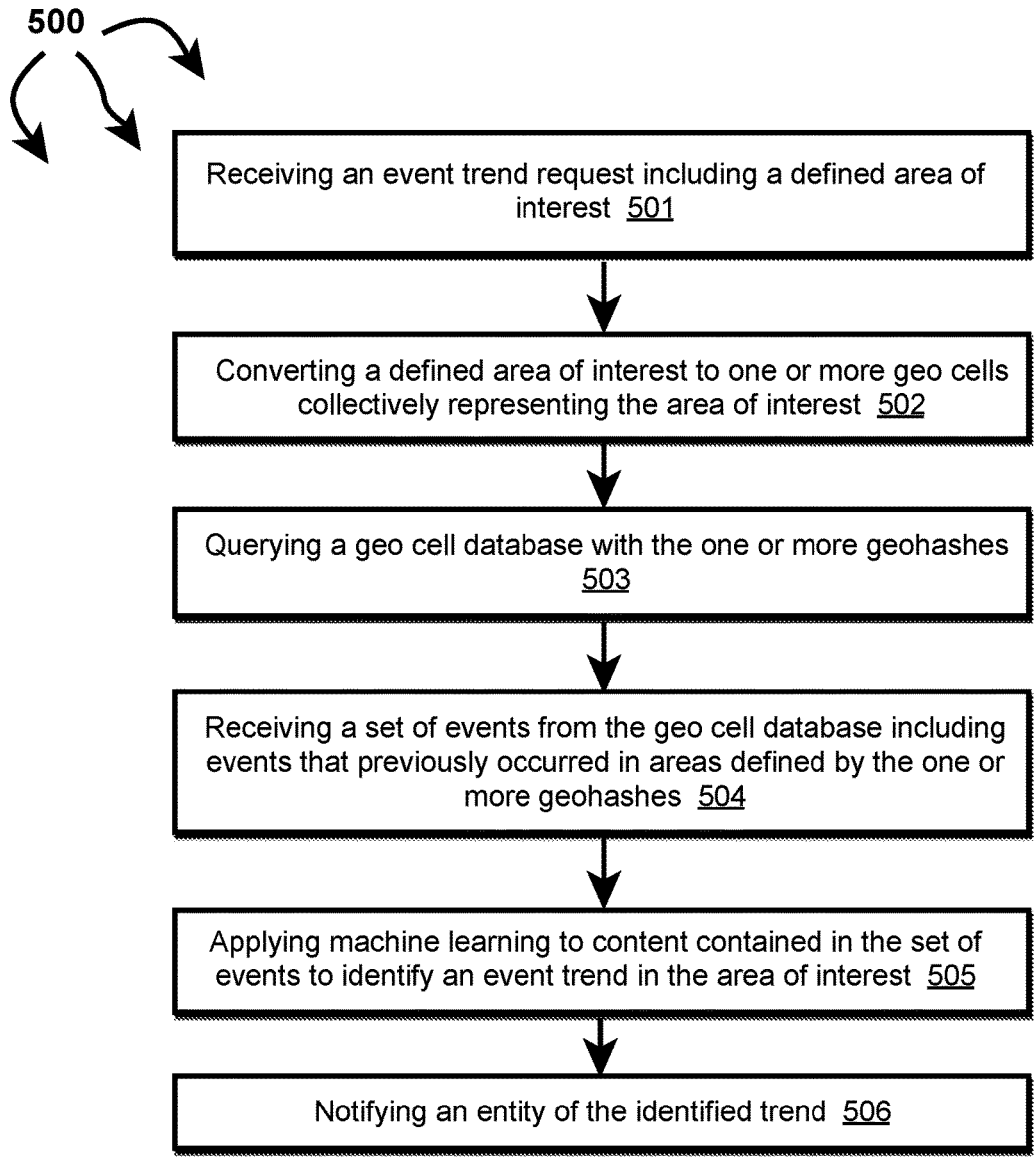 500
Receiving an event trend request including a defined area of
interest 501
Converting a defined area of interest to one or more geo cells
collectively representing the area of interest 502
Querying a geo cell database with the one or more geohashes
503
Receiving a set of events from the geo cell database including
events that previously occurred in areas defined by the one or
more geohashes 504
Applying machine learning to content contained in the set of
events to identify an event trend in the area of interest 505
Notifying an entity of the identified trend 506